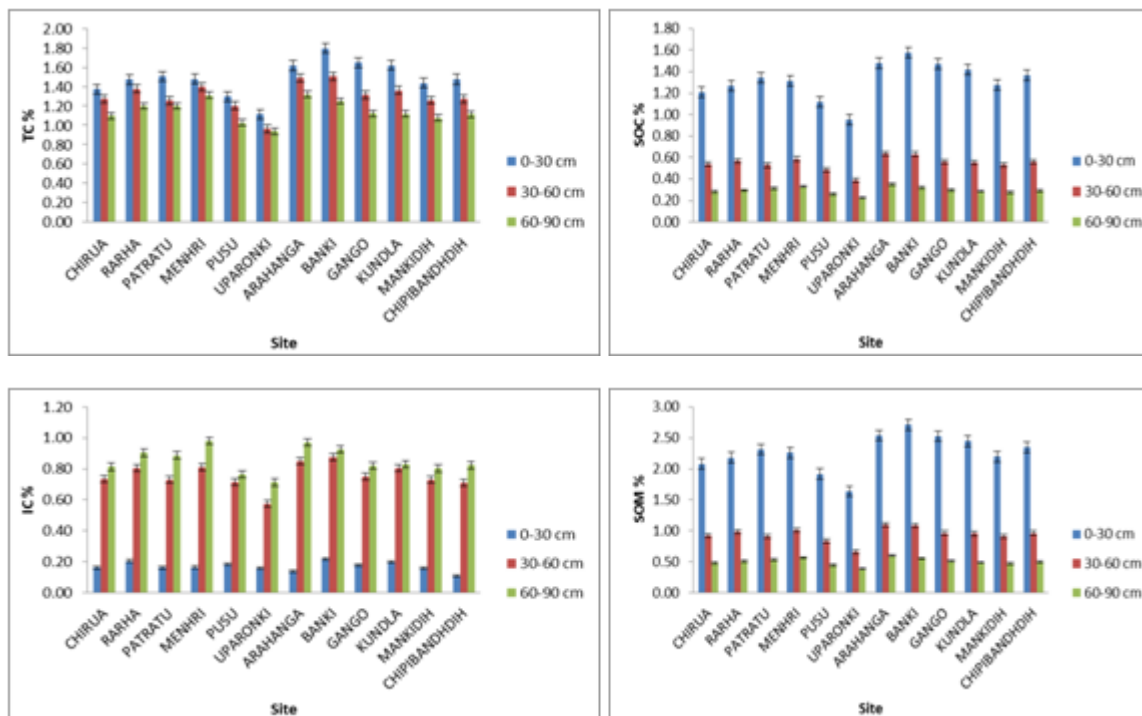 2.00
1.80
1.60
1.40
1.20
1.00
0.80
0.60
0.40
0.20
0.00
TC %
CHIRUA
RARHA
PATRATU
MENHRI
PUSU
UPARONKI
ARAHANGA
BANKI
GANGO
KUNDLA
MANKIDIH
CHIPIBANDHDIH
Site
0-30 cm
30-60 cm
60-90 cm
1.80
1.60
1.40
1.20
1.00
0.80
0.60
0.40
0.20
0.00
SOC %
CHIRUA
RARHA
PATRATU
MENHRI
PUSU
UPARONKI
ARAHANGA
BANKI
GANGO
KUNDLA
MANKIDIH
CHIPIBANDHDIH
Site
0-30 cm
30-60 cm
60-90 cm
1.20
1.00
0.80
0.60
0.40
0.20
0.00
IC %
CHIRUA
RARHA
PATRATU
MENHRI
PUSU
UPARONKI
ARAHANGA
BANKI
GANGO
KUNDLA
MANKIDIH
CHIPIBANDHDIH
Site
0-30 cm
30-60 cm
60-90 cm
3.00
2.50
2.00
1.50
1.00
0.50
0.00
SOM %
CHIRUA
RARHA
PATRATU
MENHRI
PUSU
UPARONKI
ARAHANGA
BANKI
GANGO
KUNDLA
MANKIDIH
CHIPIBANDHDIH
Site
0-30 cm
30-60 cm
60-90 cm